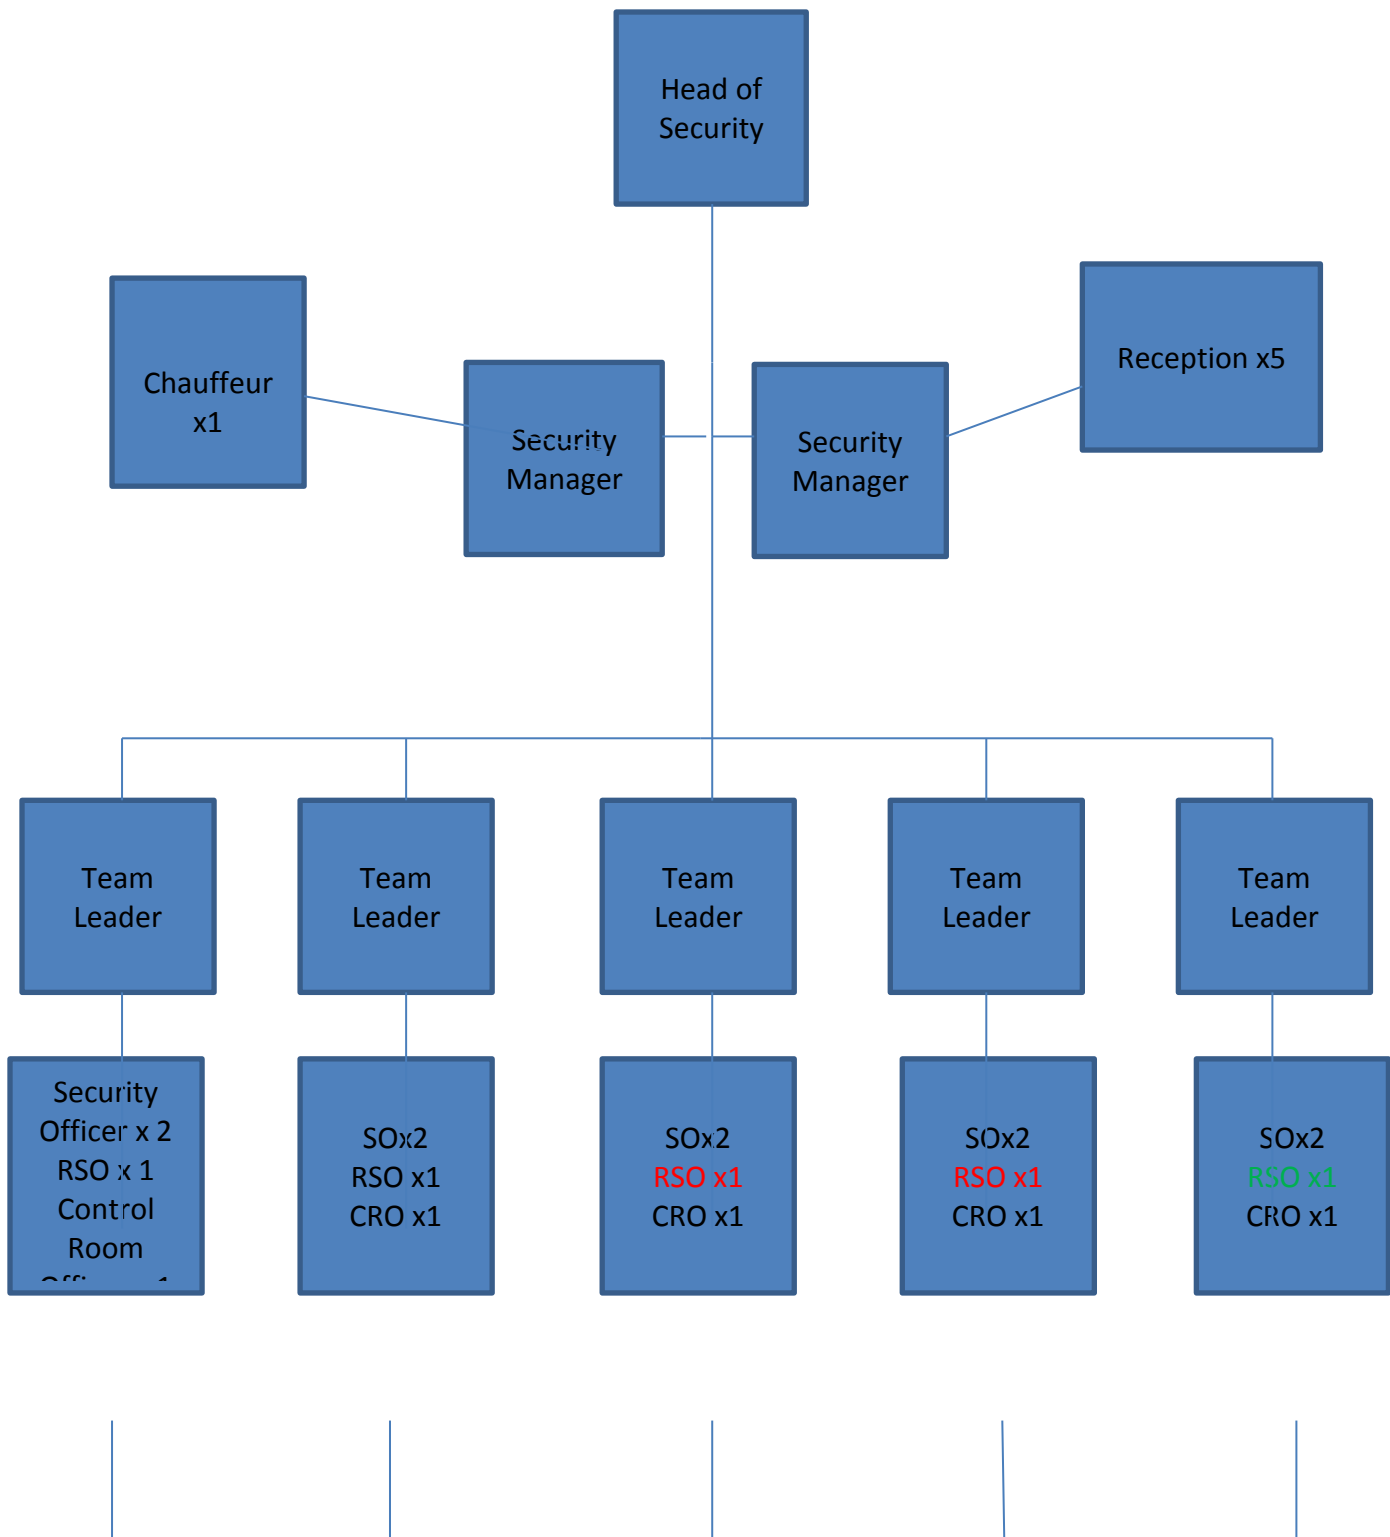 Head of
Security
Chauffeur
x1
Security
Manager
Security
Manager
Reception x5
Team
Leader
Team
Leader
Team
Leader
Team
Leader
Team
Leader
Security
Officer x 2
RSO x 1
Control
Room
SOx2
RSO x1
CRO x1
SOx2
RSO x1
CRO x1
SOx2
RSO x1
CRO x1
SOx2
RSO x1
CRO x1